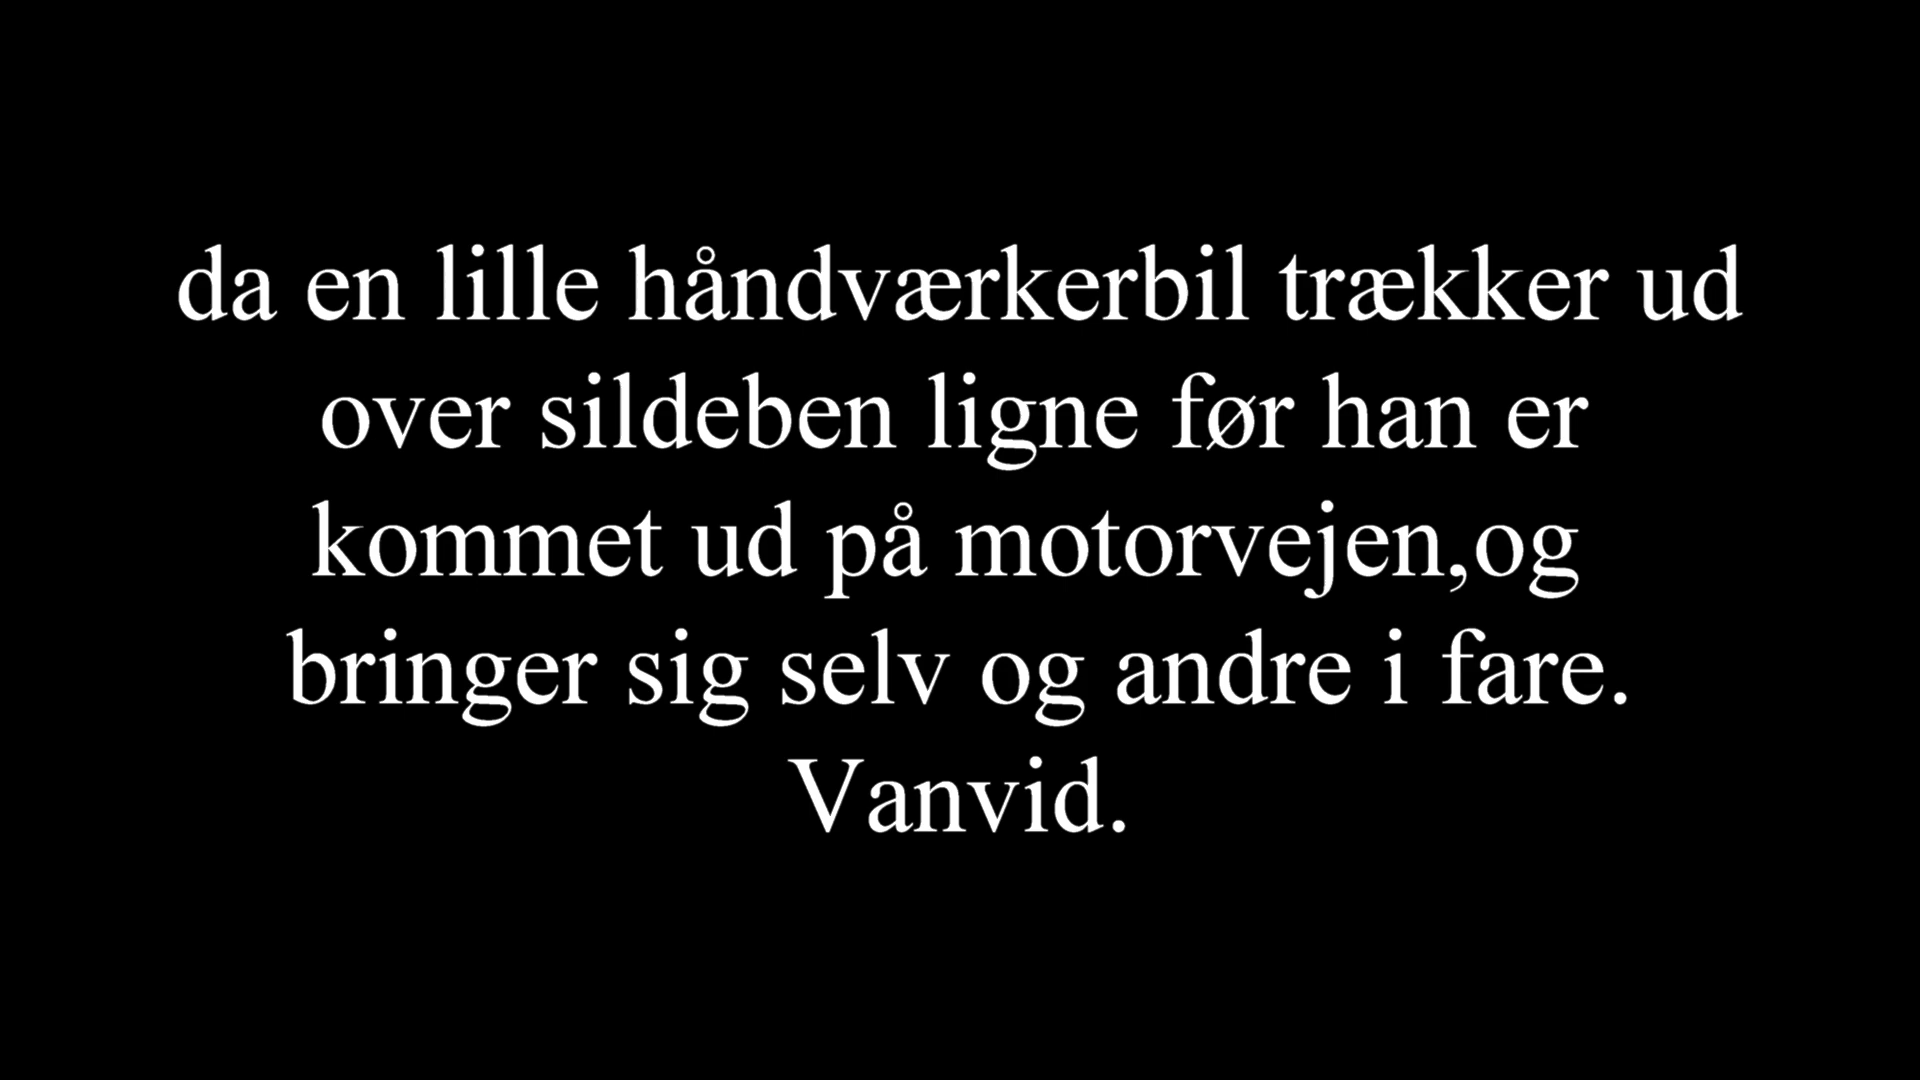 da en lille håndværkerbil trækker ud
over sildeben ligne før han er
kommet ud på motorvejen,og
bringer sig selv og andre i fare.
Vanvid.